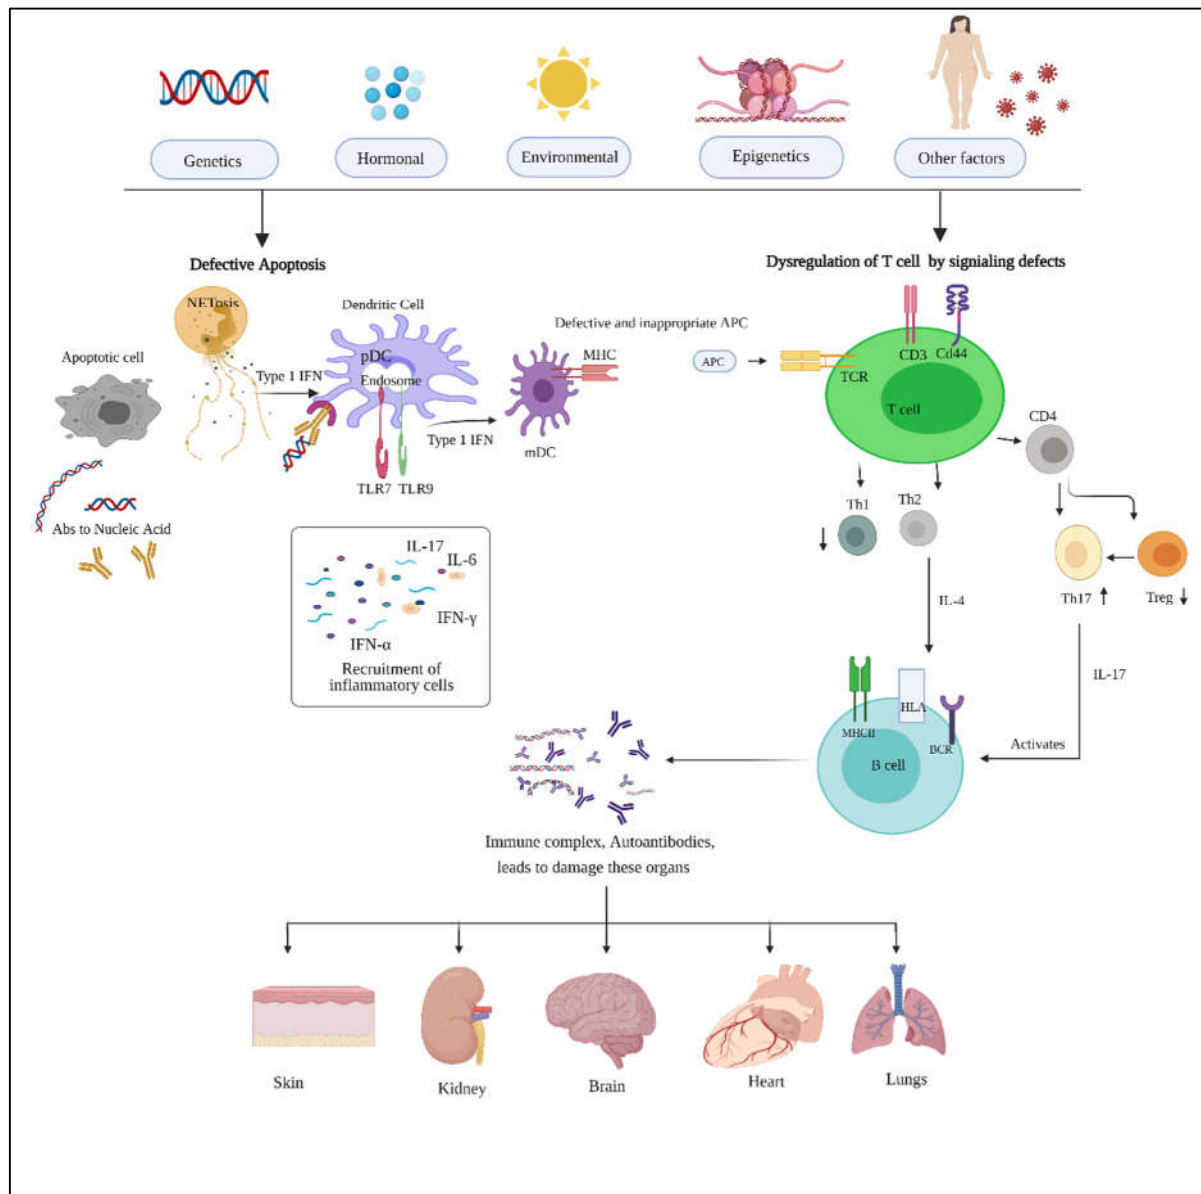 Genetics
Hormonal
Environmental
Epigenetics
Other factors
Defective Apoptosis
Dysregulation of T cell by signialing defects
NETosis
Dendritic Cell
Defective and inappropriate APC
Apoptotic cell
Type 1 IFN
pDC
Endosome
MHC
APC
TCR
CD3
Cd44
T cell
CD4
Type 1 IFN
mDC
TLR7
TLR9
Abs to Nucleic Acid
Th1
Th2
IL-17
IL-6
IFN-γ
IFN-α
Recruitment of
inflammatory cells
IL-4
Th17
Treg
IL-17
MHCII
HLA
BCR
B cell
Activates
Immune complex, Autoantibodies,
leads to damage these organs
Skin
Kidney
Brain
Heart
Lungs